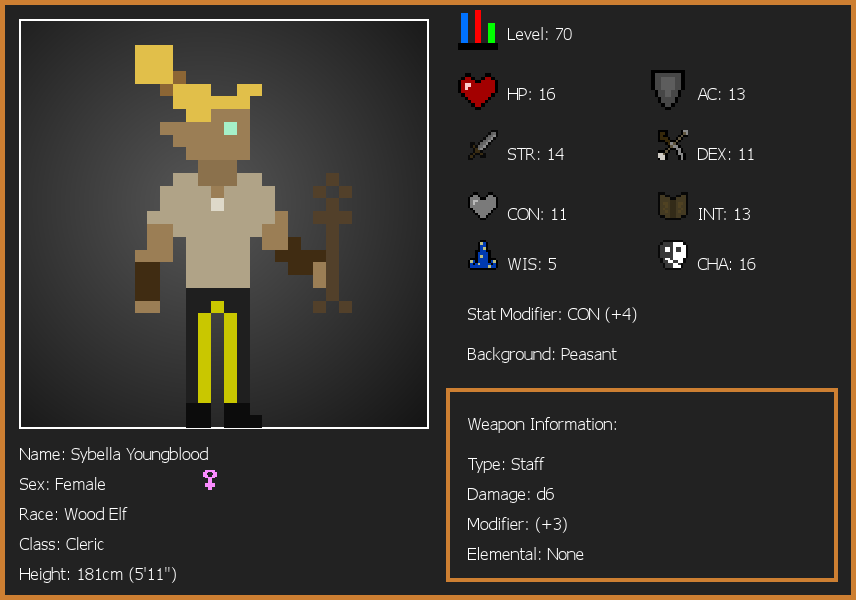 Level: 70
HP: 16
AC: 13
STR: 14
DEX: 11
CON: 11
INT: 13
WIS: 5
CHA: 16
Stat Modifier: CON (+4)
Background: Peasant
Weapon Information:
Type: Staff
Damage: d6
Modifier: (+3)
Elemental: None
Name: Sybella Youngblood
Sex: Female
Race: Wood Elf
Class: Cleric
Height: 181cm (5'11")